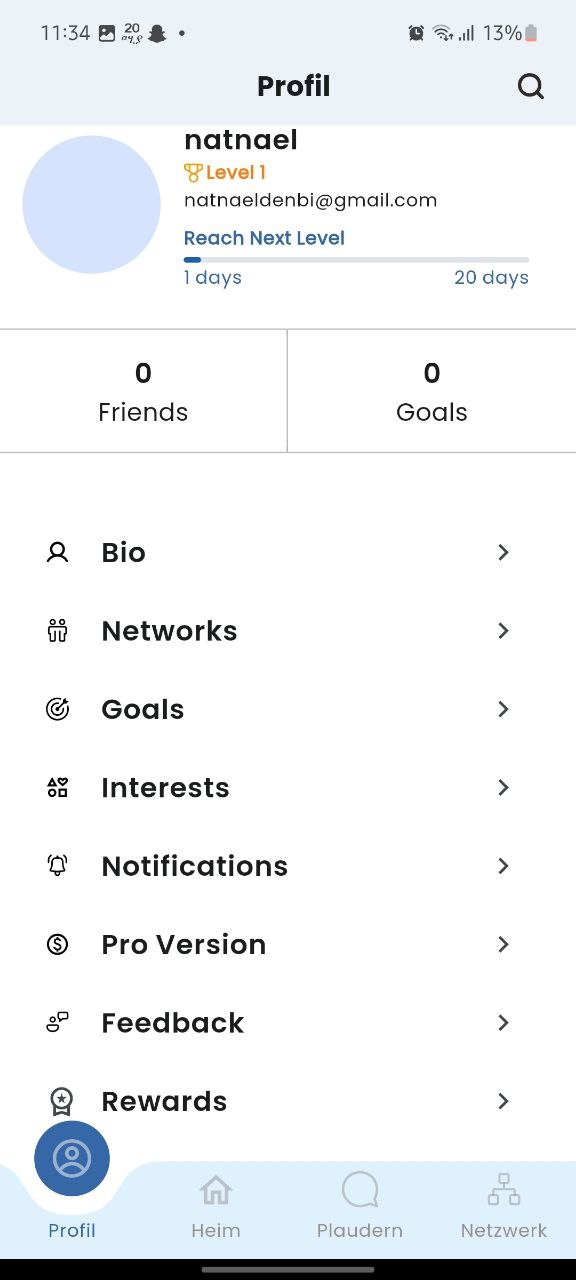 11:34
20
13%
Profil
natnael
Level 1
natnaeldenbi@gmail.com
Reach Next Level
1 days 20 days
0 0
Friends Goals
Bio
Networks
Goals
Interests
Notifications
Pro Version
Feedback
Rewards
Profil Heim Plaudern Netzwerk